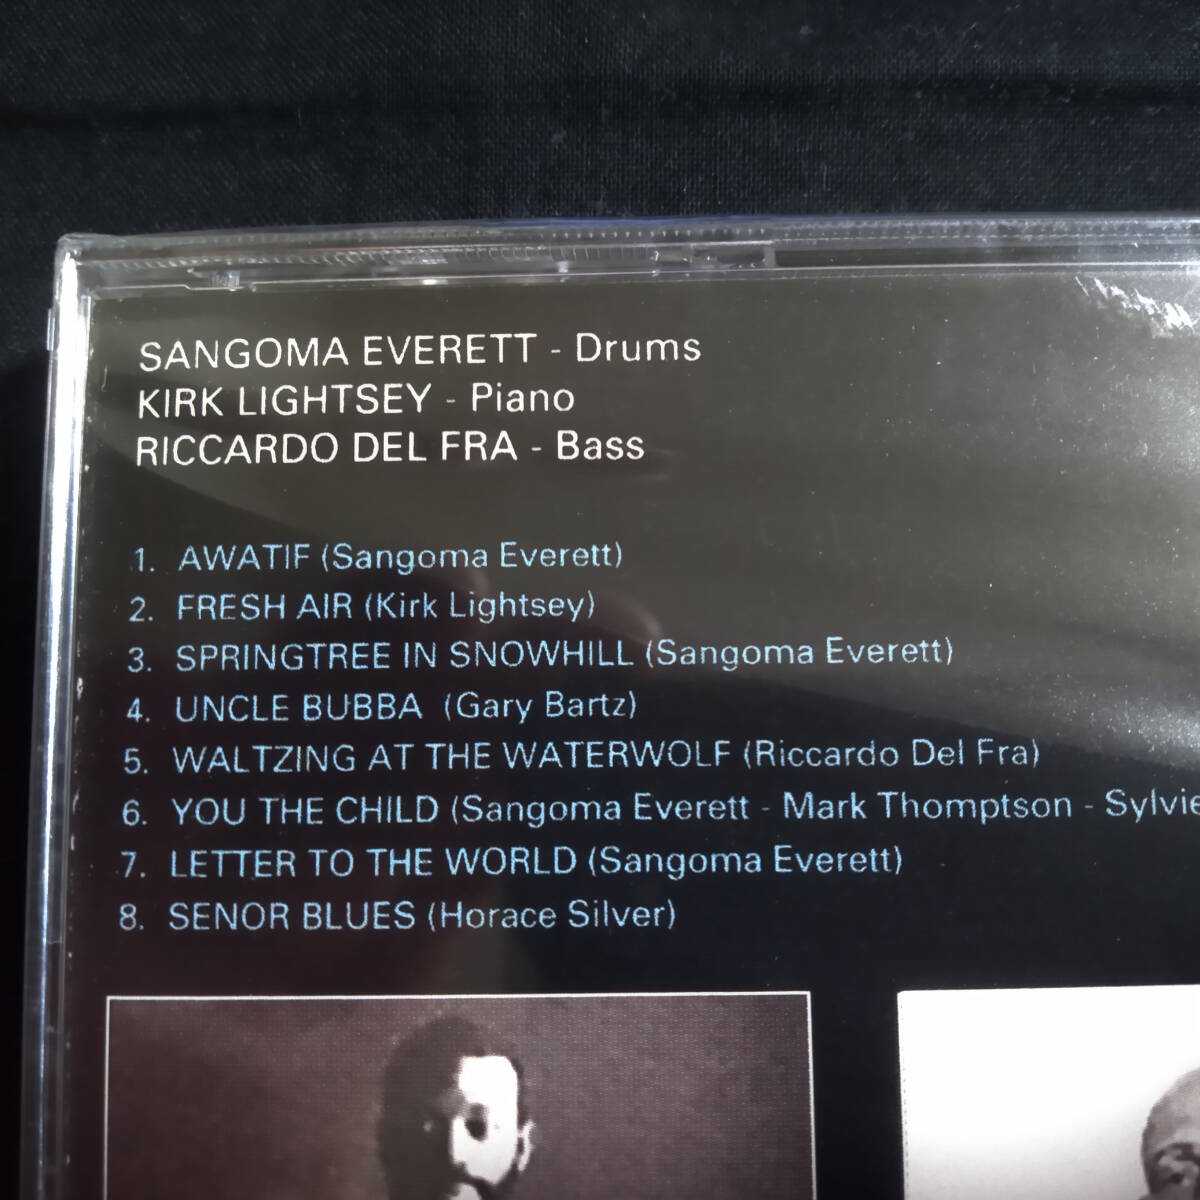 SANGOMA EVERETT - Drums
KIRK LIGHTSEY - Piano
RICCARDO DEL FRA - Bass
1. AWATIF (Sangoma Everett)
2. FRESH AIR (Kirk Lightsey)
3. SPRINGTREE IN SNOWHILL (Sangoma Everett)
4. UNCLE BUBBA (Gary Bartz)
5. WALTZING AT THE WATERWOLF (Riccardo Del Fra)
6. YOU THE CHILD (Sangoma Everett - Mark Thomptson - Sylvie
7. LETTER TO THE WORLD (Sangoma Everett)
8. SENOR BLUES (Horace Silver)